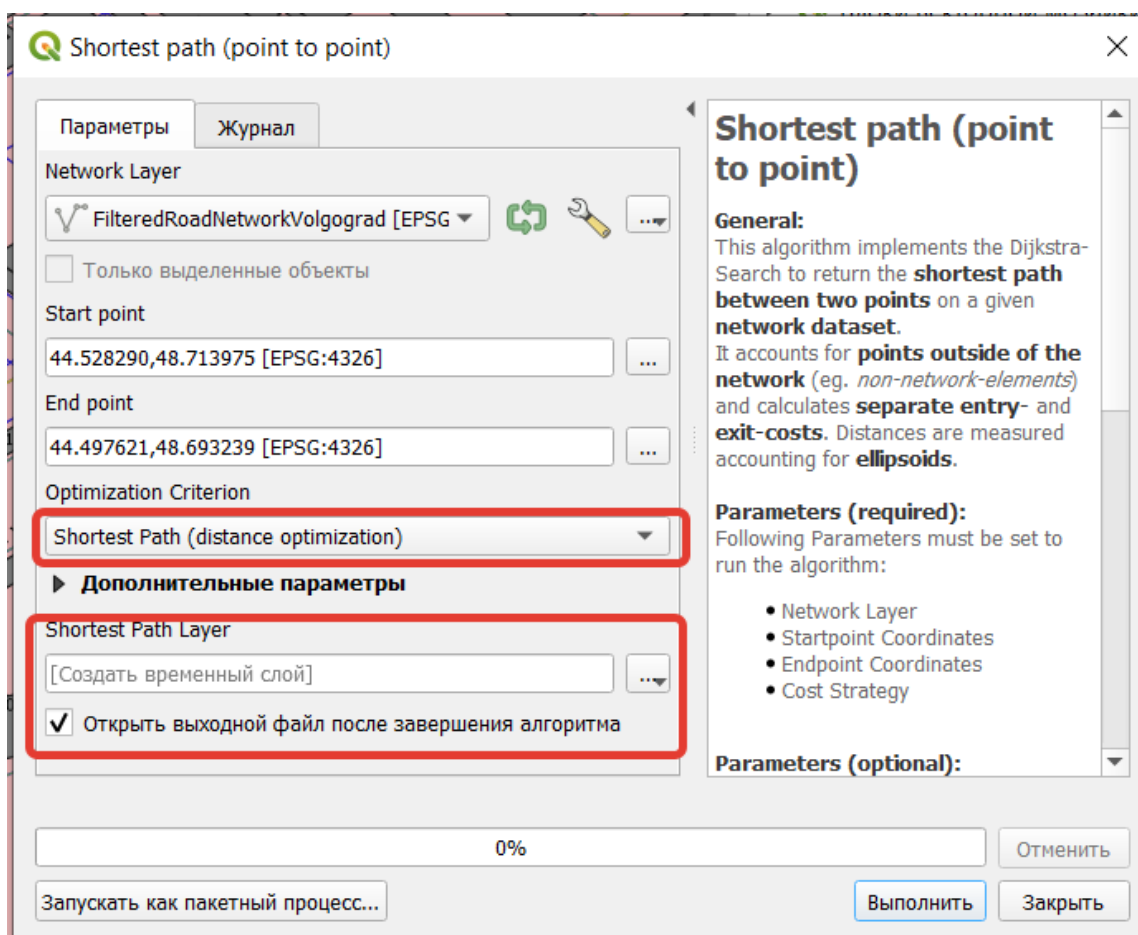 Shortest path (point to point)
Параметры
Журнал
Network Layer
FilteredRoadNetworkVolgograd [EPSG
...
Только выделенные объекты
Start point
44.528290,48.713975 [EPSG:4326]
...
End point
44.497621,48.693239 [EPSG:4326]
...
Optimization Criterion
Shortest Path (distance optimization)
Дополнительные параметры
Shortest Path Layer
[Создать временный слой]
...
Открыть выходной файл после завершения алгоритма
Shortest path (point
to point)
General:
This algorithm implements the Dijkstra-
Search to return the shortest path
between two points on a given
network dataset.
It accounts for points outside of the
network (eg. non-network-elements)
and calculates separate entry- and
exit-costs. Distances are measured
accounting for ellipsoids.
Parameters (required):
Following Parameters must be set to
run the algorithm:
• Network Layer
• Startpoint Coordinates
• Endpoint Coordinates
• Cost Strategy
Parameters (optional):
0%
Отменить
Запускать как пакетный процесс...
Выполнить
Закрыть